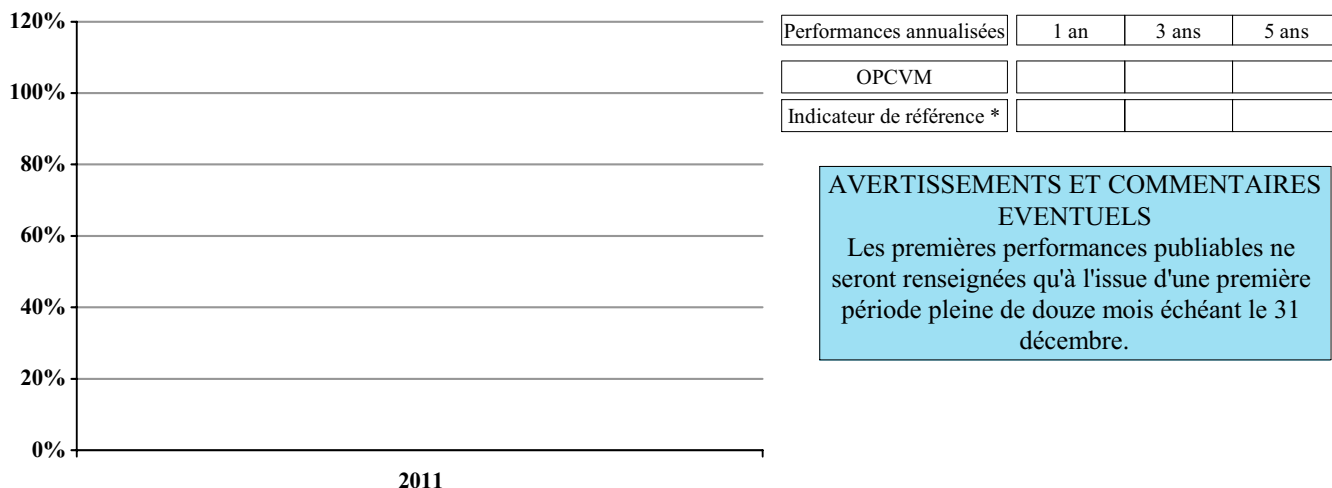 120%
100%
80%
60%
40%
20%
0%
2011
Performances annualisées 1 an 3 ans 5 ans
OPCVM
Indicateur de référence *
AVERTISSEMENTS ET COMMENTAIRES
EVENTUELS
Les premières performances publiables ne
seront renseignées qu'à l'issue d'une première
période pleine de douze mois échéant le 31
décembre.